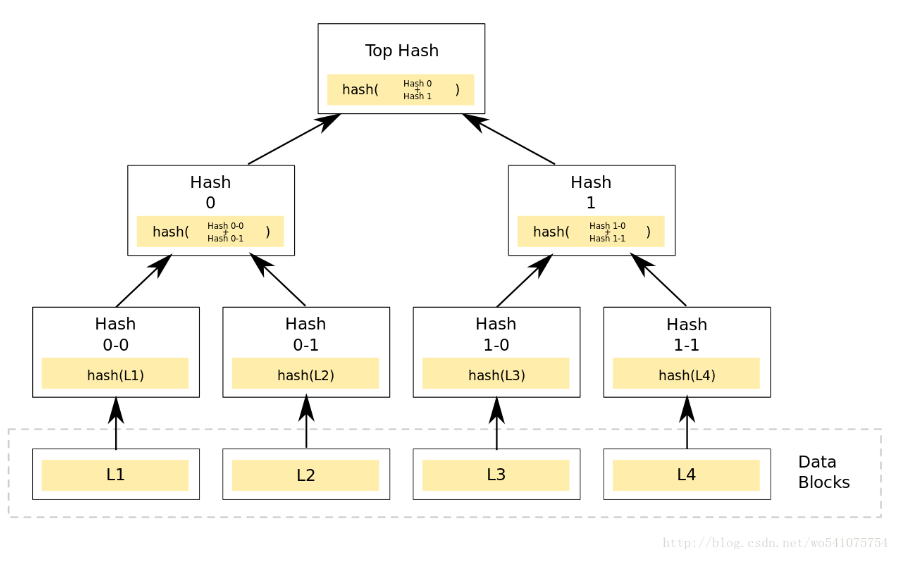 Top Hash
hash( Hash 0 + Hash 1 )
Hash
0
hash( Hash 0-0 + Hash 0-1 )
Hash
1
hash( Hash 1-0 + Hash 1-1 )
Hash
0-0
hash(L1)
Hash
0-1
hash(L2)
Hash
1-0
hash(L3)
Hash
1-1
hash(L4)
L1
L2
L3
L4
Data
Blocks
http://blog.csdn.net/wo541075754